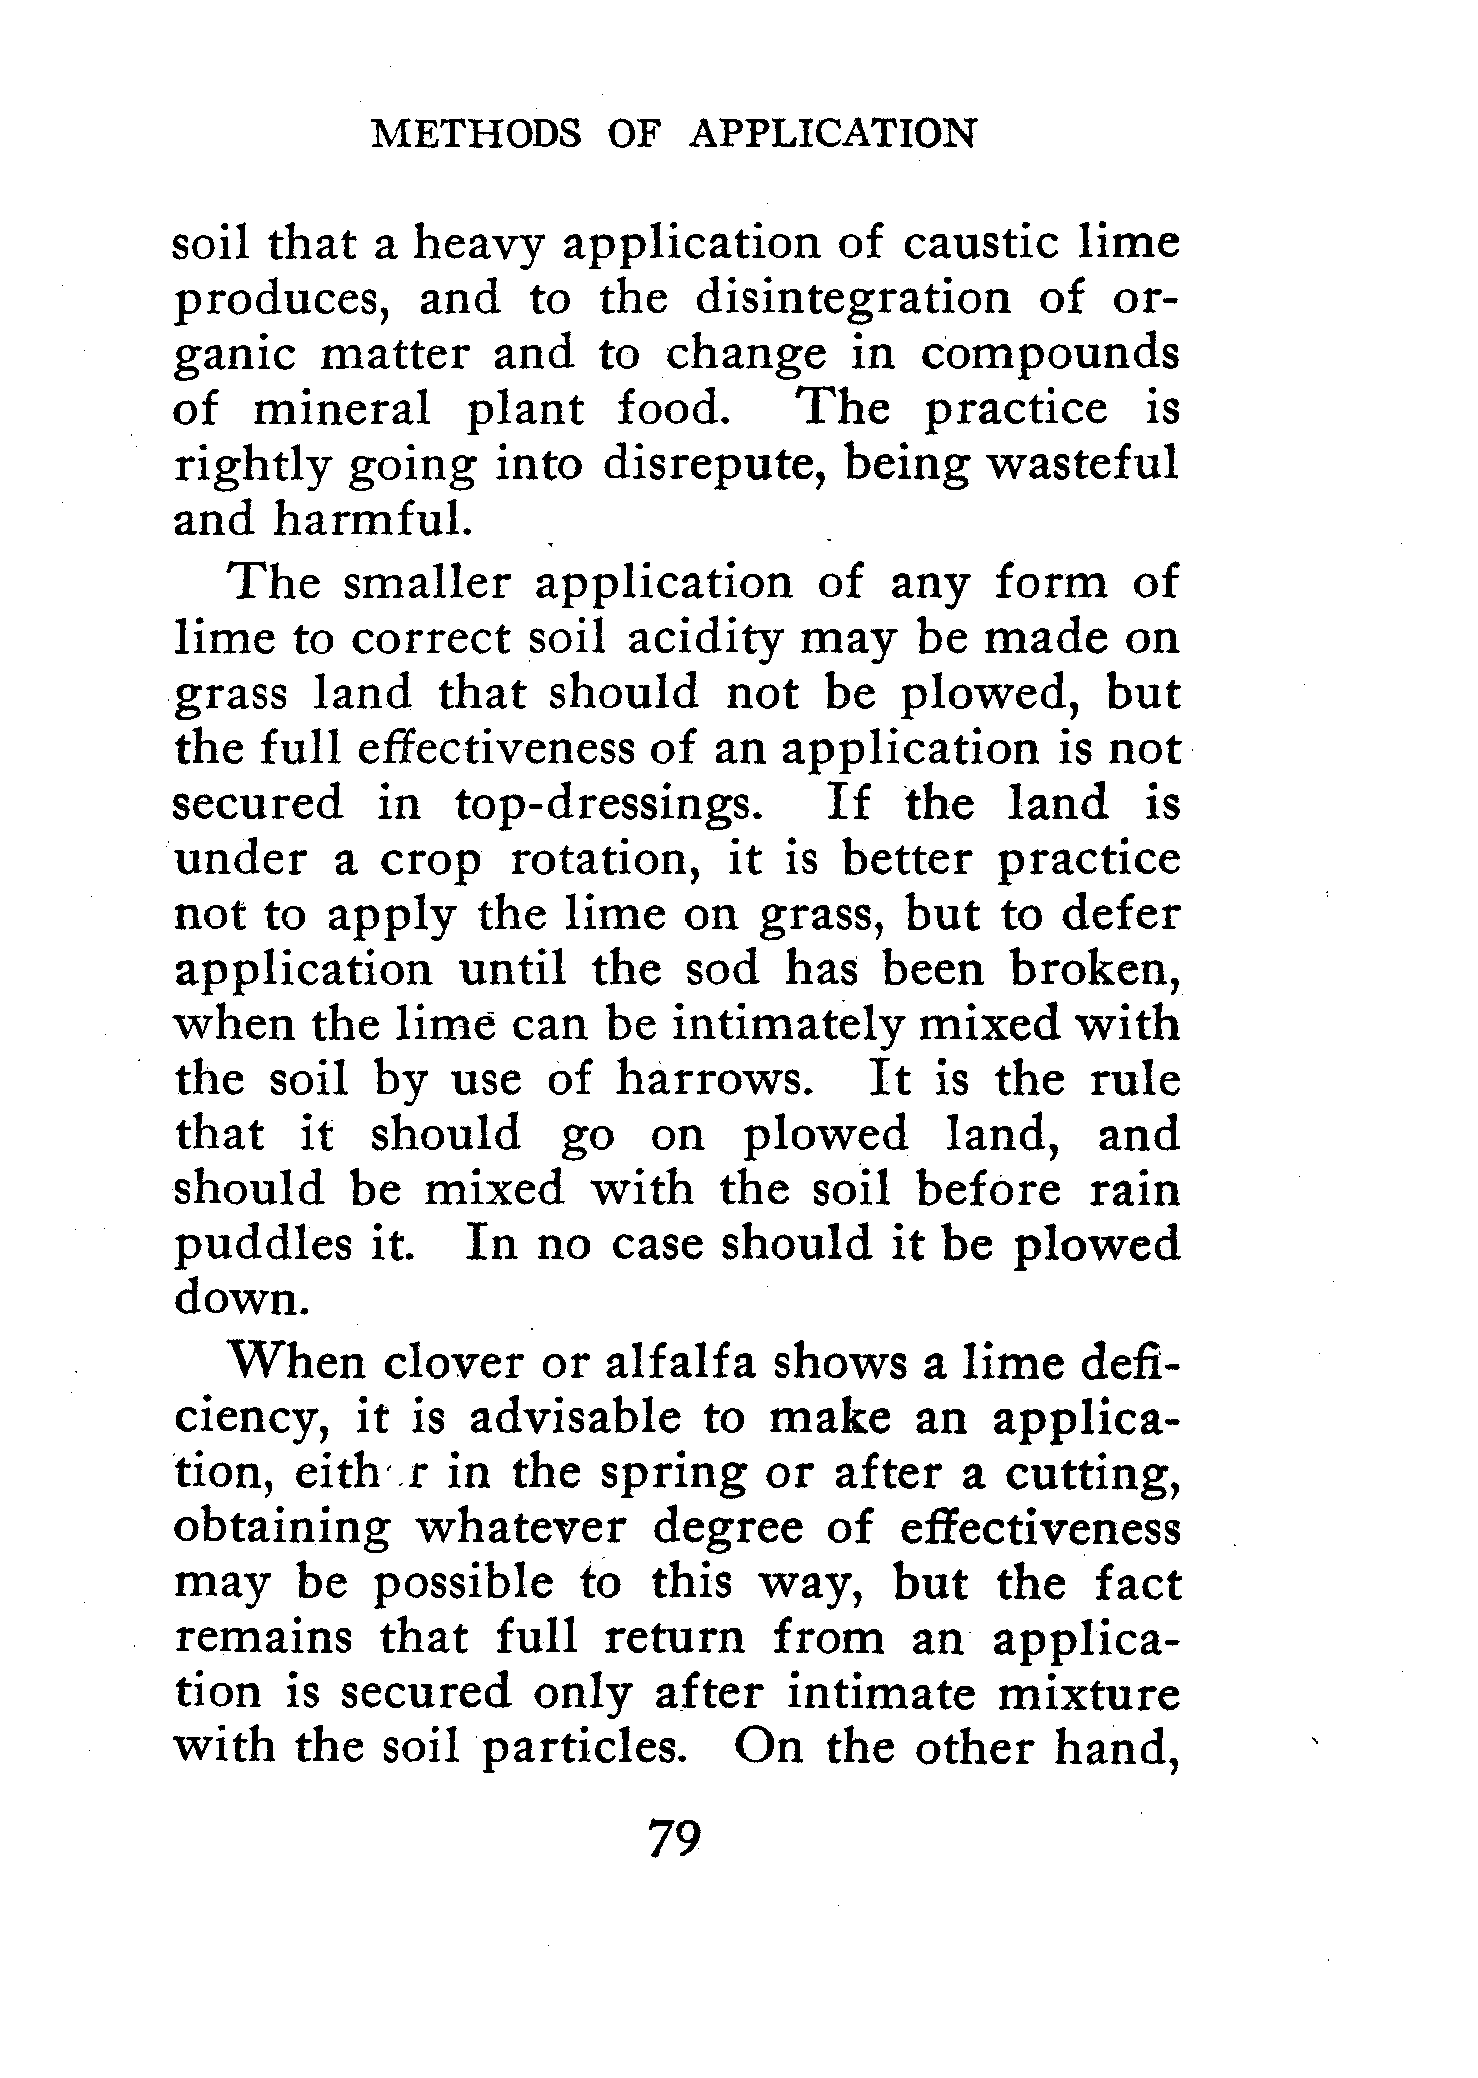 METHODS OF APPLICATION
soil that a heavy application of caustic lime
produces, and to the disintegration of or-
ganic matter and to change in compounds
of mineral plant food. The practice is
rightly going into disrepute, being wasteful
and harmful.
The smaller application of any form of
lime to correct soil acidity may be made on
grass land that should not be plowed, but
the full effectiveness of an application is not
secured in top-dressings. If the land is
under a crop rotation, it is better practice
not to apply the lime on grass, but to defer
application until the sod has been broken,
when the lime can be intimately mixed with
the soil by use of harrows. It is the rule
that it should go on plowed land, and
should be mixed with the soil before rain
puddles it. In no case should it be plowed
down.
When clover or alfalfa shows a lime defi-
ciency, it is advisable to make an applica-
tion, either in the spring or after a cutting,
obtaining whatever degree of effectiveness
may be possible to this way, but the fact
remains that full return from an applica-
tion is secured only after intimate mixture
with the soil particles. On the other hand,
79